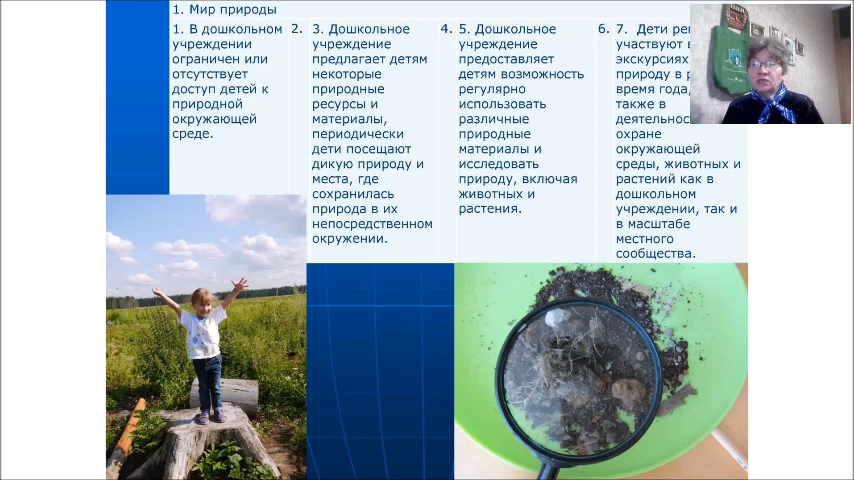 1. Мир природы
1. В дошкольном
учреждении
ограничен или
отсутствует
доступ детей к
природной
окружающей
среде.
2.
3. Дошкольное
учреждение
предлагает детям
некоторые
природные
ресурсы и
материалы,
периодически
дети посещают
дикую природу и
места, где
сохранилась
природа в их
непосредственном
окружении.
4.
5. Дошкольное
учреждение
предоставляет
детям возможность
регулярно
использовать
различные
природные
материалы и
исследовать
природу, включая
животных и
растения.
6.
7. Дети
участвуют
экскурсиях
природу в
время года,
также в
деятельнос
охране
окружающей
среды, животных и
растений как в
дошкольном
учреждении, так и
в масштабе
местного
сообщества.